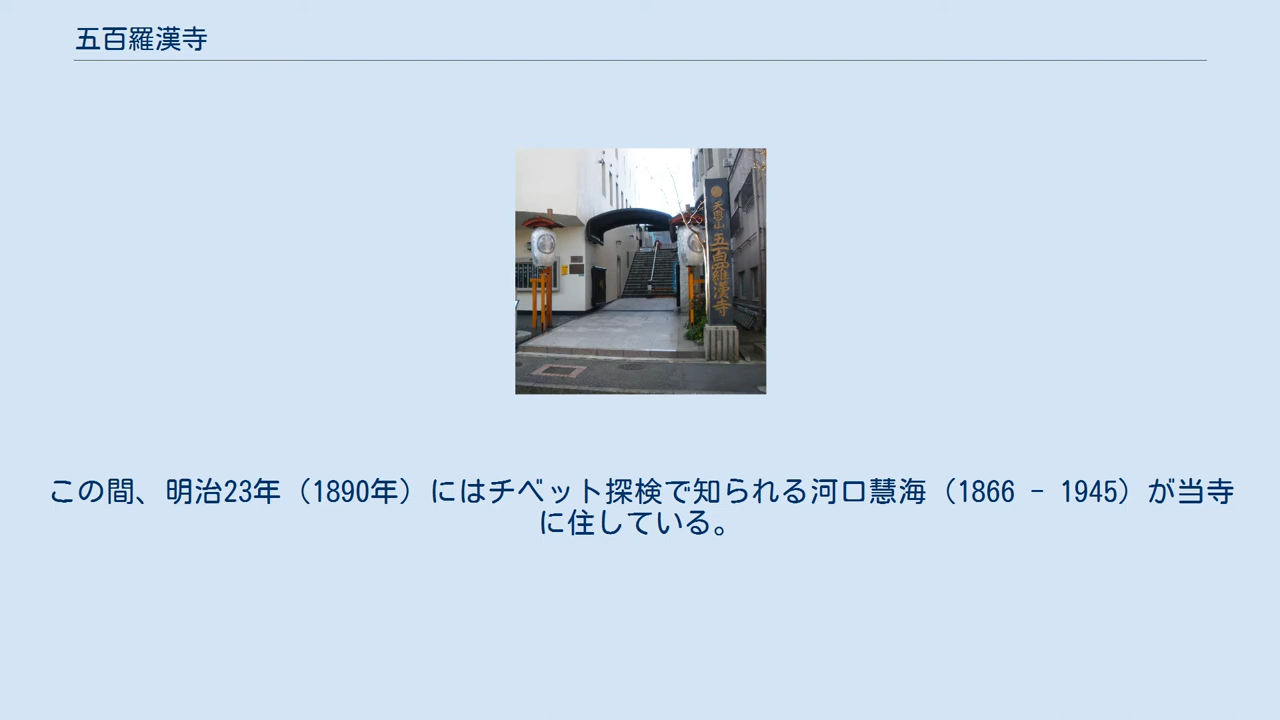 五百羅漢寺
天恩山 五百羅漢寺
この間、明治23年（1890年）にはチベット探検で知られる河口慧海（1866 - 1945）が当寺
に住している。